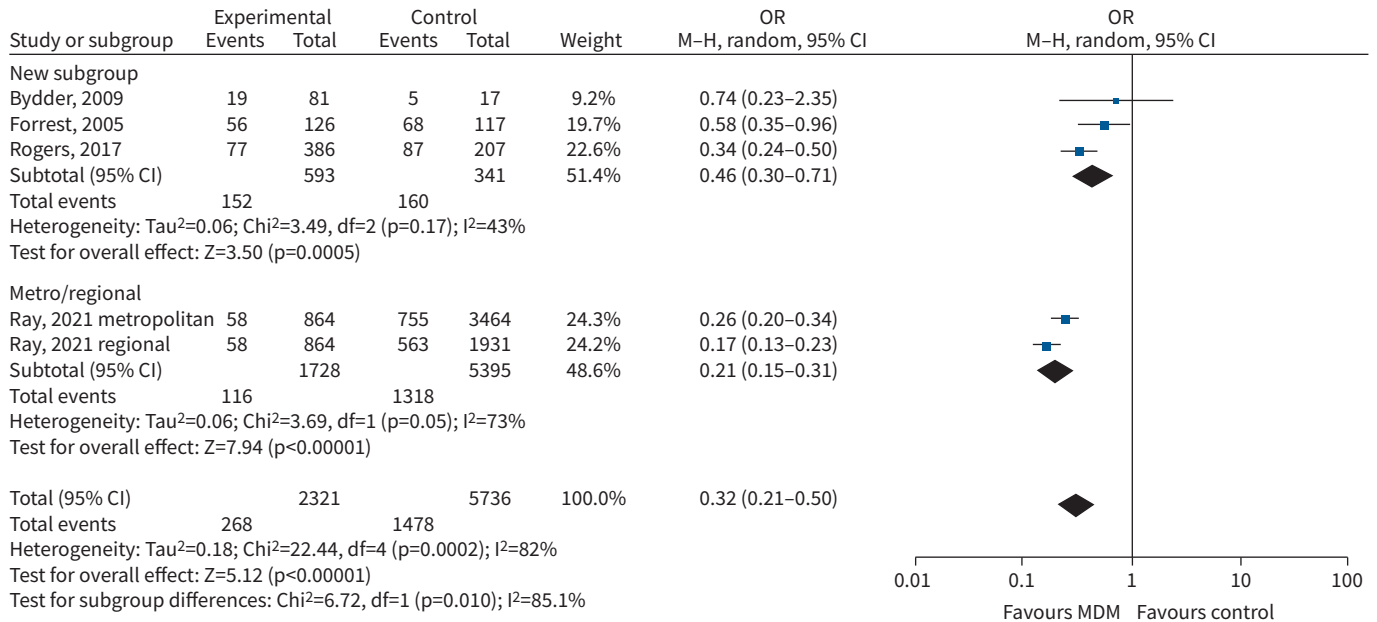 Experimental Control OR OR
Study or subgroup Events Total Events Total Weight M–H, random, 95% CI M–H, random, 95% CI
New subgroup
Bydder, 2009 19 81 5 17 9.2% 0.74 (0.23–2.35)
Forrest, 2005 56 126 68 117 19.7% 0.58 (0.35–0.96)
Rogers, 2017 77 386 87 207 22.6% 0.34 (0.24–0.50)
Subtotal (95% CI) 593 341 51.4% 0.46 (0.30–0.71)
Total events 152 160
Heterogeneity: Tau²=0.06; Chi²=3.49, df=2 (p=0.17); I²=43%
Test for overall effect: Z=3.50 (p=0.0005)
Metro/regional
Ray, 2021 metropolitan 58 864 755 3464 24.3% 0.26 (0.20–0.34)
Ray, 2021 regional 58 864 563 1931 24.2% 0.17 (0.13–0.23)
Subtotal (95% CI) 1728 5395 48.6% 0.21 (0.15–0.31)
Total events 116 1318
Heterogeneity: Tau²=0.06; Chi²=3.69, df=1 (p=0.05); I²=73%
Test for overall effect: Z=7.94 (p<0.00001)
Total (95% CI) 2321 5736 100.0% 0.32 (0.21–0.50)
Total events 268 1478
Heterogeneity: Tau²=0.18; Chi²=22.44, df=4 (p=0.0002); I²=82%
Test for overall effect: Z=5.12 (p<0.00001)
Test for subgroup differences: Chi²=6.72, df=1 (p=0.010); I²=85.1%
0.01 0.1 1 10 100
Favours MDM Favours control